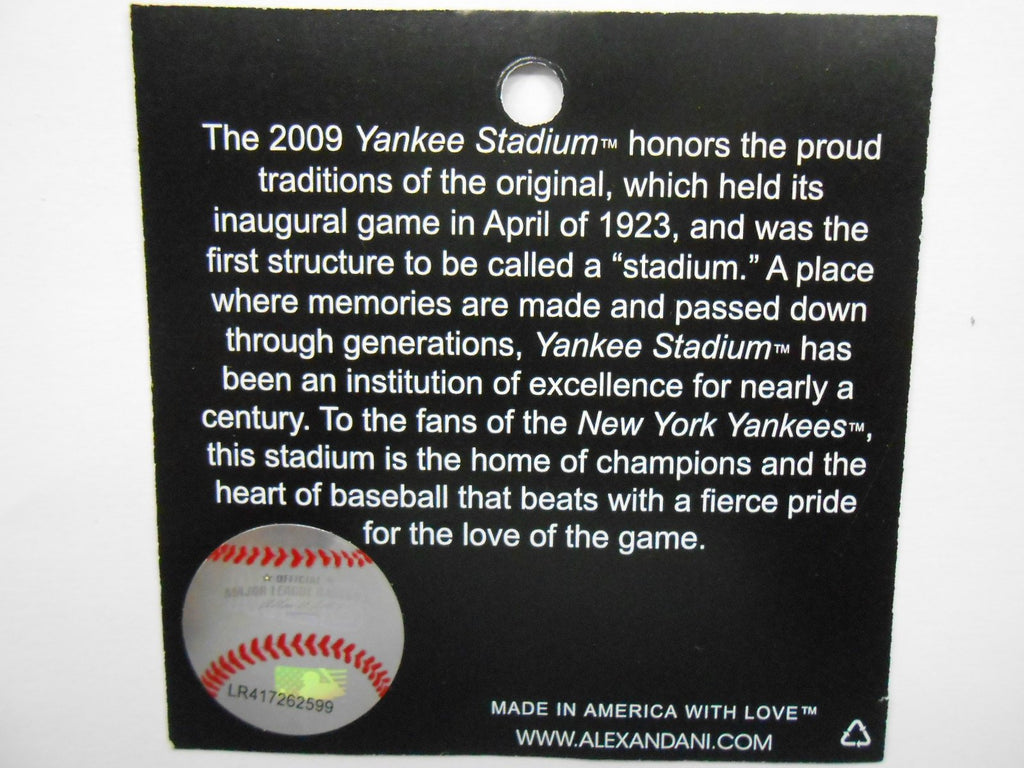 The 2009 Yankee Stadium™ honors the proud
traditions of the original, which held its
inaugural game in April of 1923, and was the
first structure to be called a “stadium.” A place
where memories are made and passed down
through generations, Yankee Stadium™ has
been an institution of excellence for nearly a
century. To the fans of the New York Yankees™,
this stadium is the home of champions and the
heart of baseball that beats with a fierce pride
for the love of the game.
OFFICIAL
MAJOR LEAGUE
LR417262599
MADE IN AMERICA WITH LOVE™
WWW.ALEXANDANI.COM